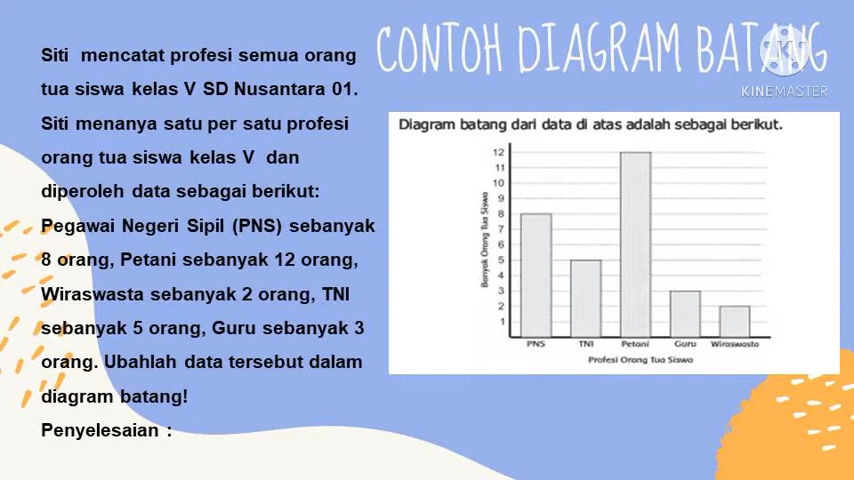 CONTOH DIAGRAM BATANG
KINEMASTER
Siti mencatat profesi semua orang
tua siswa kelas V SD Nusantara 01.
Siti menanya satu per satu profesi
orang tua siswa kelas V dan
diperoleh data sebagai berikut:
Pegawai Negeri Sipil (PNS) sebanyak
8 orang, Petani sebanyak 12 orang,
Wiraswasta sebanyak 2 orang, TNI
sebanyak 5 orang, Guru sebanyak 3
orang. Ubahlah data tersebut dalam
diagram batang!
Penyelesaian :
Diagram batang dari data di atas adalah sebagai berikut.
Banyak Orang Tua Siswa
12
11
10
9
8
7
6
5
4
3
2
1
PNS TNI Petani Guru Wiraswasta
Profesi Orang Tua Siswa